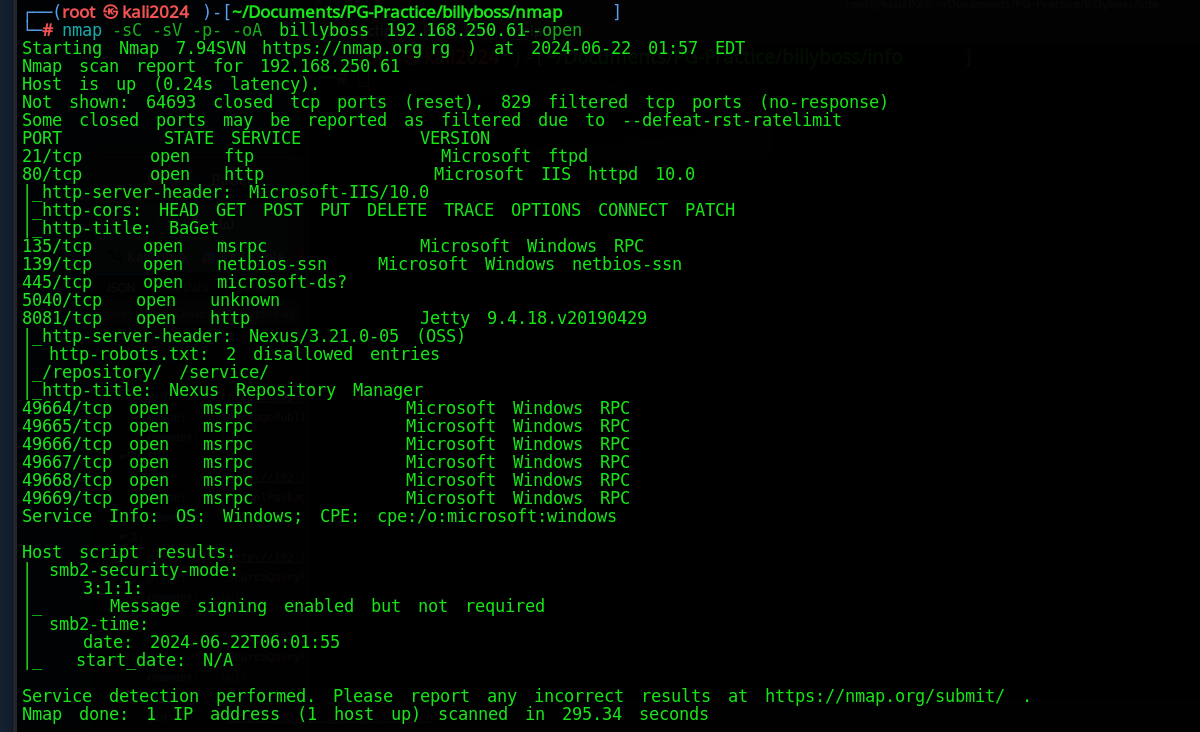 ┌──(root㉿kali2024)-[~/Documents/PG-Practice/billyboss/nmap]
└─# nmap -sC -sV -p- -oA billyboss 192.168.250.61--open
Starting Nmap 7.94SVN https://nmap.org rg ) at 2024-06-22 01:57 EDT
Nmap scan report for 192.168.250.61
Host is up (0.24s latency).
Not shown: 64693 closed tcp ports (reset), 829 filtered tcp ports (no-response)
Some closed ports may be reported as filtered due to --defeat-rst-ratelimit
PORT STATE SERVICE VERSION
21/tcp open ftp Microsoft ftpd
80/tcp open http Microsoft IIS httpd 10.0
|_http-server-header: Microsoft-IIS/10.0
|_http-cors: HEAD GET POST PUT DELETE TRACE OPTIONS CONNECT PATCH
|_http-title: BaGet
135/tcp open msrpc Microsoft Windows RPC
139/tcp open netbios-ssn Microsoft Windows netbios-ssn
445/tcp open microsoft-ds?
5040/tcp open unknown
8081/tcp open http Jetty 9.4.18.v20190429
|_http-server-header: Nexus/3.21.0-05 (OSS)
| http-robots.txt: 2 disallowed entries
|_/repository/ /service/
|_http-title: Nexus Repository Manager
49664/tcp open msrpc Microsoft Windows RPC
49665/tcp open msrpc Microsoft Windows RPC
49666/tcp open msrpc Microsoft Windows RPC
49667/tcp open msrpc Microsoft Windows RPC
49668/tcp open msrpc Microsoft Windows RPC
49669/tcp open msrpc Microsoft Windows RPC
Service Info: OS: Windows; CPE: cpe:/o:microsoft:windows

Host script results:
| smb2-security-mode:
| 3:1:1:
|_ Message signing enabled but not required
| smb2-time:
| date: 2024-06-22T06:01:55
|_ start_date: N/A

Service detection performed. Please report any incorrect results at https://nmap.org/submit/ .
Nmap done: 1 IP address (1 host up) scanned in 295.34 seconds